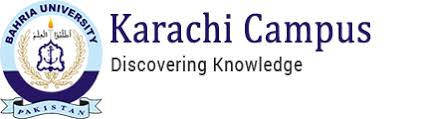 BAHRIA UNIVERSITY
PAKISTAN
Karachi Campus
Discovering Knowledge